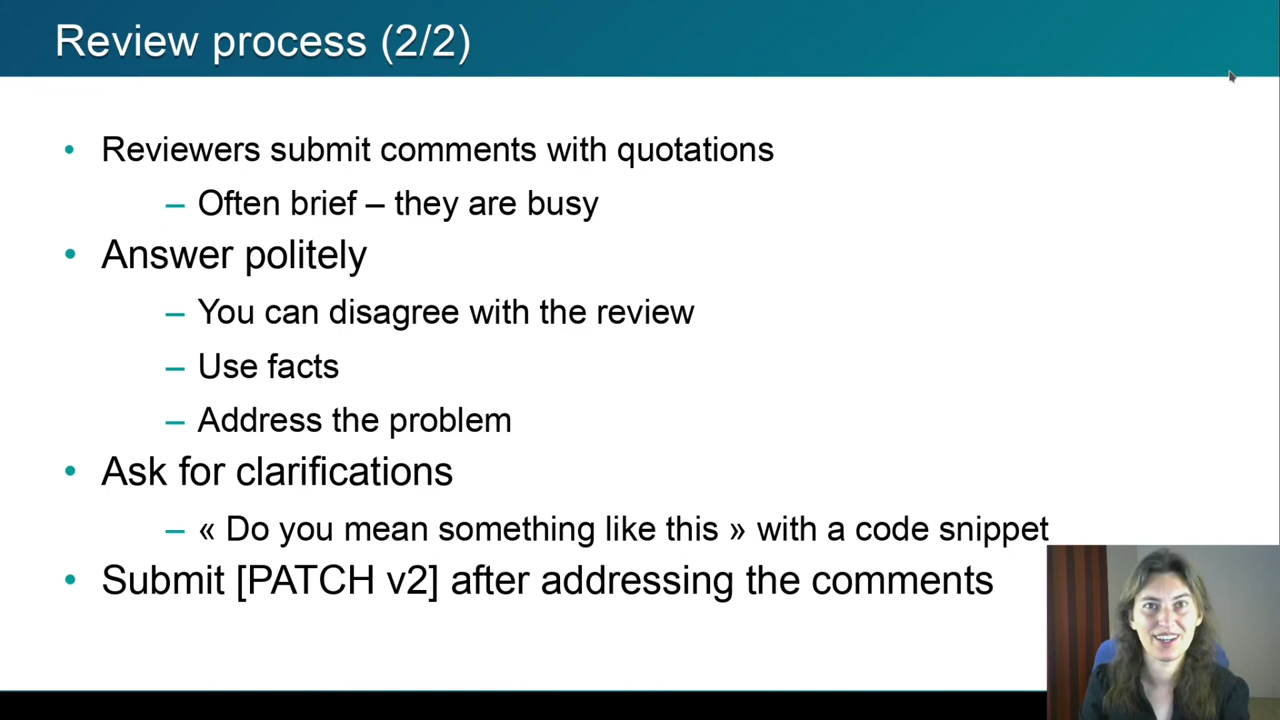 Review process (2/2)
• Reviewers submit comments with quotations
– Often brief – they are busy
• Answer politely
– You can disagree with the review
– Use facts
– Address the problem
• Ask for clarifications
– « Do you mean something like this » with a code snippet
• Submit [PATCH v2] after addressing the comments